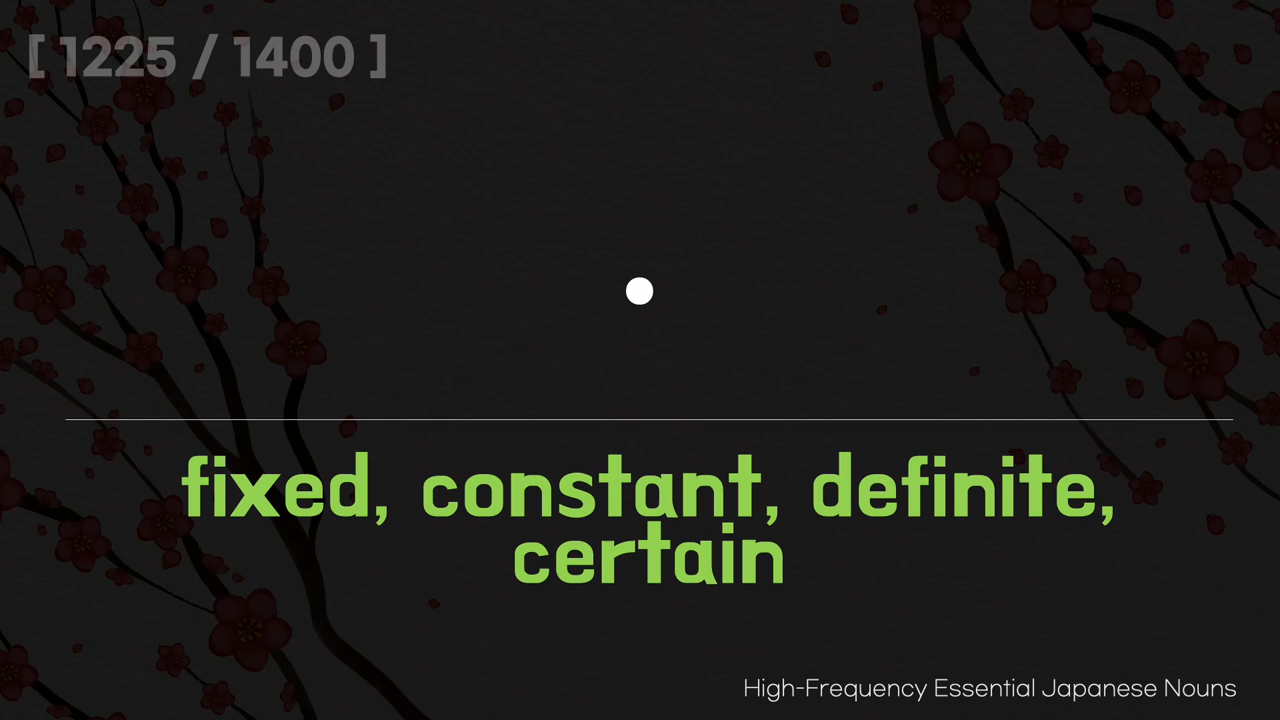 [ 1225 / 1400 ]
fixed, constant, definite,
certain
High-Frequency Essential Japanese Nouns